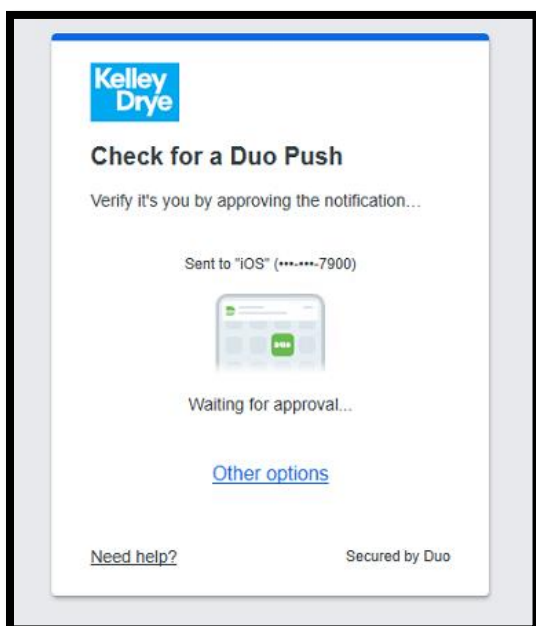 Kelley
Drye
Check for a Duo Push
Verify it's you by approving the notification...
Sent to "iOS" (•••-•••-7900)
DUO
Waiting for approval...
Other options
Need help?
Secured by Duo